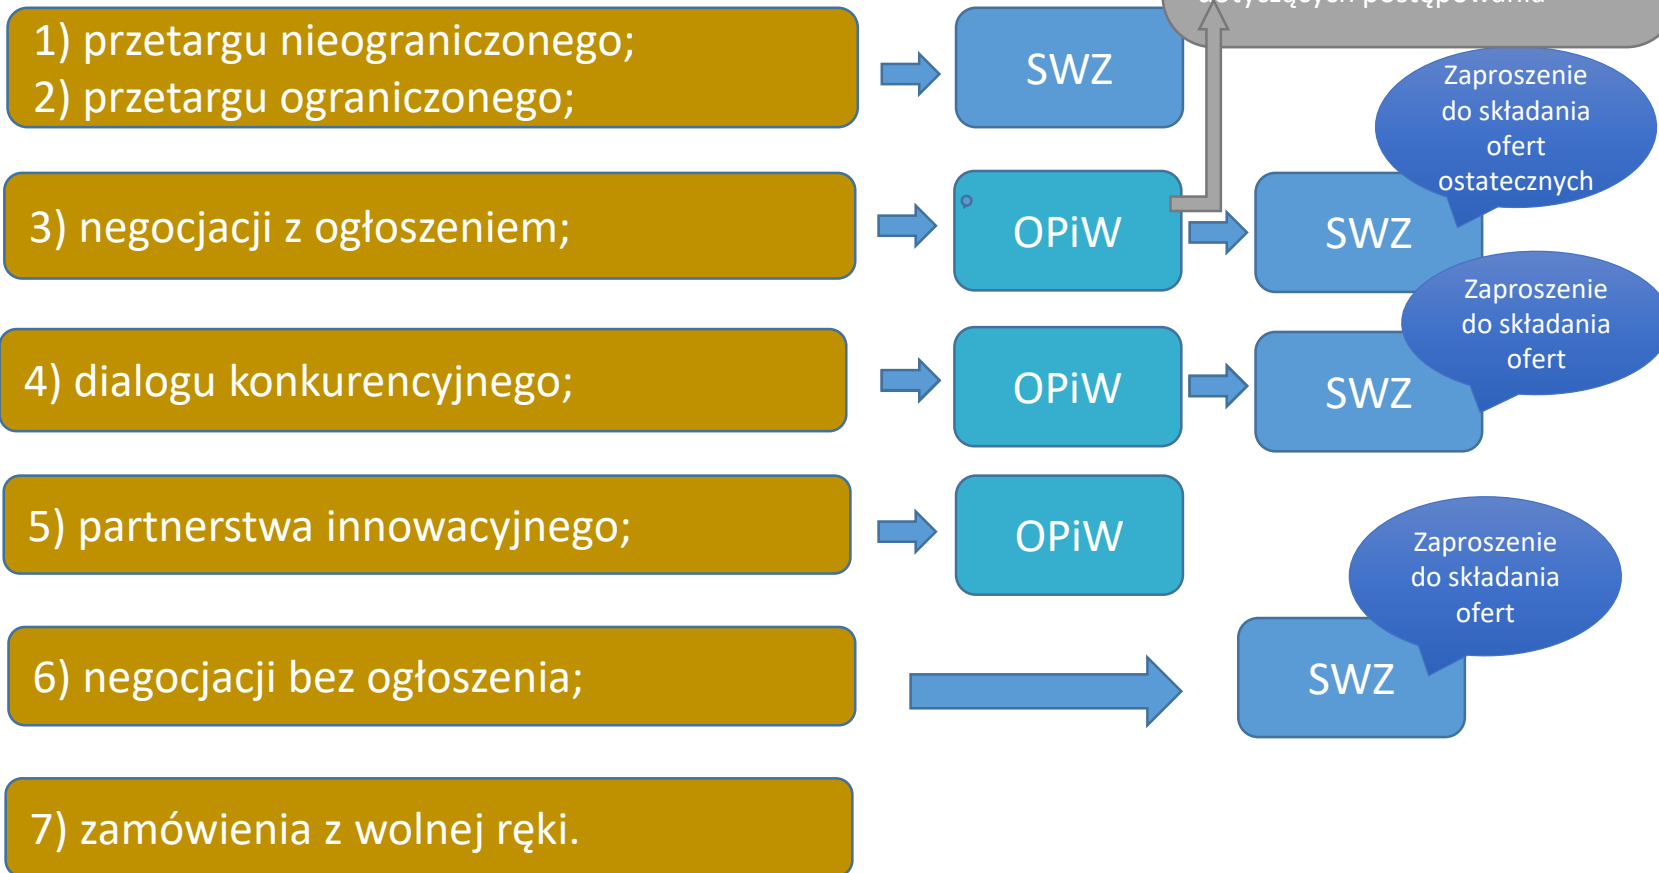 dotyczących postępowania
1) przetargu nieograniczonego;
2) przetargu ograniczonego;
SWZ
Zaproszenie
do składania
ofert
ostatecznych
3) negocjacji z ogłoszeniem;
OPiW
SWZ
Zaproszenie
do składania
ofert
4) dialogu konkurencyjnego;
OPiW
SWZ
5) partnerstwa innowacyjnego;
OPiW
Zaproszenie
do składania
ofert
6) negocjacji bez ogłoszenia;
SWZ
7) zamówienia z wolnej ręki.